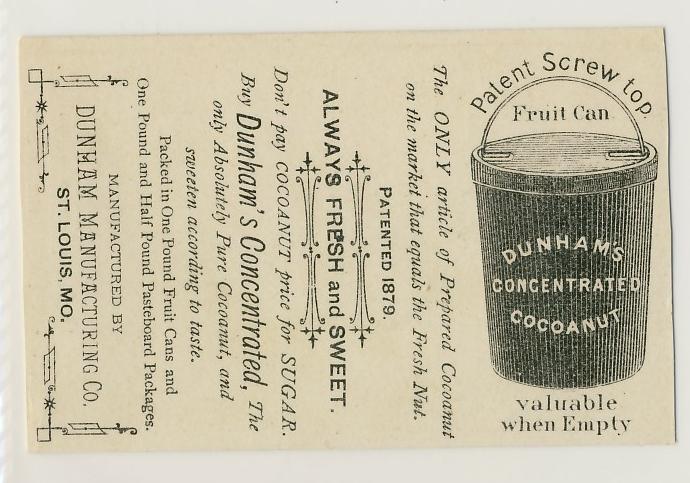 Patent Screw top.
Fruit Can
DUNHAM'S
CONCENTRATED
COCOANUT
valuable
when Empty
The ONLY article of Prepared Cocoanut
on the market that equals the Fresh Nut.
PATENTED 1879.
ALWAYS FRESH and SWEET.
Don't pay COCOANUT price for SUGAR.
Buy Dunham's Concentrated, The
only Absolutely Pure Cocoanut, and
sweeten according to taste.
Packed in One Pound Fruit Cans and
One Pound and Half Pound Pasteboard Packages.
MANUFACTURED BY
DUNHAM MANUFACTURING CO.
ST. LOUIS, MO.